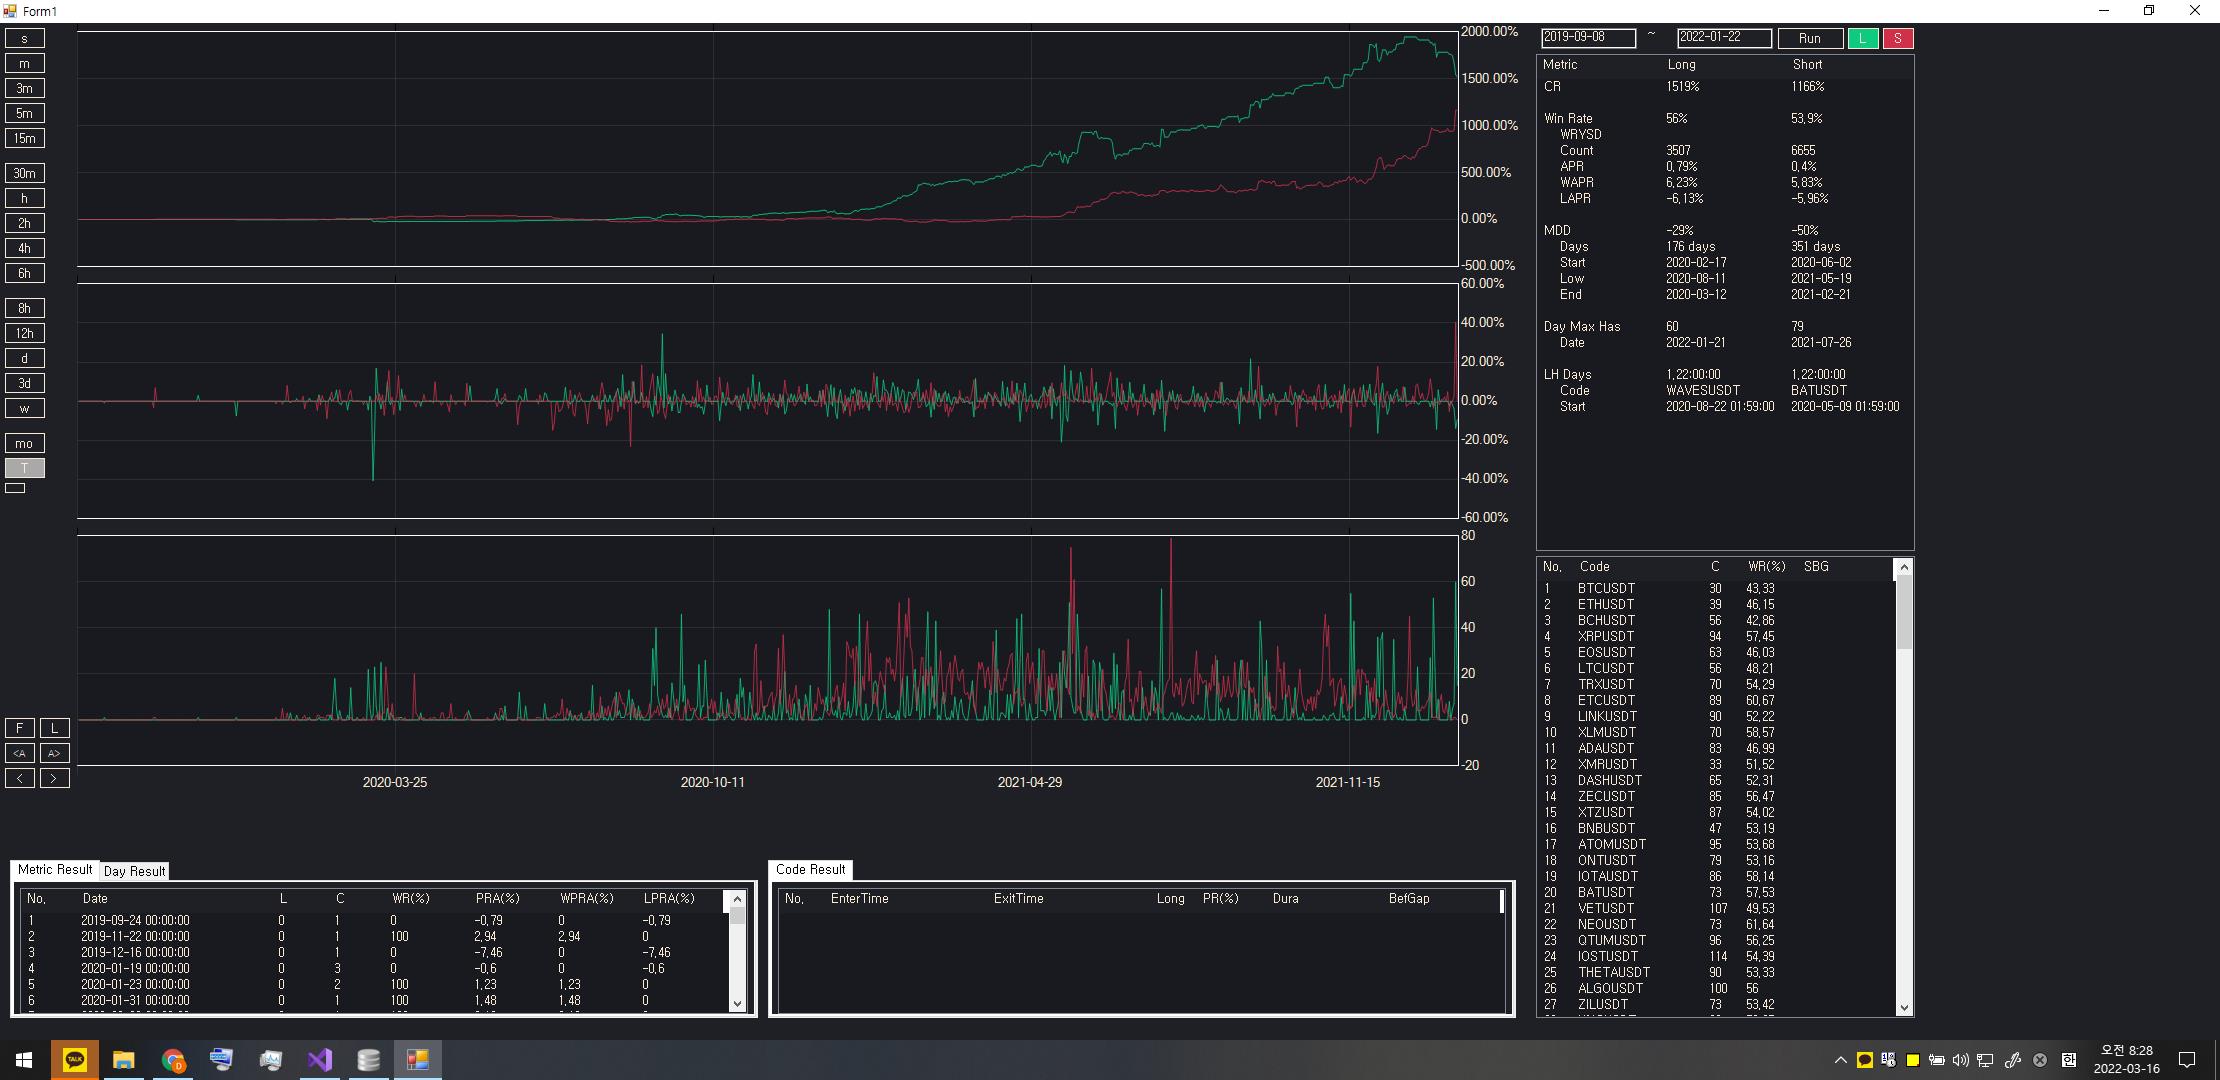 Form1
s
m
3m
5m
15m
30m
h
2h
4h
6h
8h
12h
d
3d
w
mo
T
F L
<A A>
< >
2000.00%
1500.00%
1000.00%
500.00%
0.00%
-500.00%
60.00%
40.00%
20.00%
0.00%
-20.00%
-40.00%
-60.00%
80
60
40
20
0
-20
2020-03-25 2020-10-11 2021-04-29 2021-11-15
2019-09-08 ~ 2022-01-22 Run L S
Metric Long Short
CR 1519% 1166%
Win Rate 56% 53,9%
WRYSD
Count 3507 6655
APR 0,79% 0,4%
WAPR 6,23% 5,83%
LAPR -6,13% -5,96%
MDD -29% -50%
Days 176 days 351 days
Start 2020-02-17 2020-06-02
Low 2020-08-11 2021-05-19
End 2020-03-12 2021-02-21
Day Max Has 60 79
Date 2022-01-21 2021-07-26
LH Days 1,22:00:00 1,22:00:00
Code WAVESUSDT BATUSDT
Start 2020-08-22 01:59:00 2020-05-09 01:59:00
No, Code C WR(%) SBG
1 BTCUSDT 30 43,33
2 ETHUSDT 39 46,15
3 BCHUSDT 56 42,86
4 XRPUSDT 94 57,45
5 EOSUSDT 63 46,03
6 LTCUSDT 56 48,21
7 TRXUSDT 70 54,29
8 ETCUSDT 89 60,67
9 LINKUSDT 90 52,22
10 XLMUSDT 70 58,57
11 ADAUSDT 83 46,99
12 XMRUSDT 33 51,52
13 DASHUSDT 65 52,31
14 ZECUSDT 85 56,47
15 XTZUSDT 87 54,02
16 BNBUSDT 47 53,19
17 ATOMUSDT 95 53,68
18 ONTUSDT 79 53,16
19 IOTAUSDT 86 58,14
20 BATUSDT 73 57,53
21 VETUSDT 107 49,53
22 NEOUSDT 73 61,64
23 QTUMUSDT 96 56,25
24 IOSTUSDT 114 54,39
25 THETAUSDT 90 53,33
26 ALGOUSDT 100 56
27 ZILUSDT 73 53,42
Metric Result Day Result
No, Date L C WR(%) PRA(%) WPRA(%) LPRA(%)
1 2019-09-24 00:00:00 0 1 0 -0,79 0 -0,79
2 2019-11-22 00:00:00 0 1 100 2,94 2,94 0
3 2019-12-16 00:00:00 0 1 0 -7,46 0 -7,46
4 2020-01-19 00:00:00 0 3 0 -0,6 0 -0,6
5 2020-01-23 00:00:00 0 2 100 1,23 1,23 0
6 2020-01-31 00:00:00 0 1 100 1,48 1,48 0
Code Result
No, EnterTime ExitTime Long PR(%) Dura BefGap
TALK
한
오전 8:28
2022-03-16